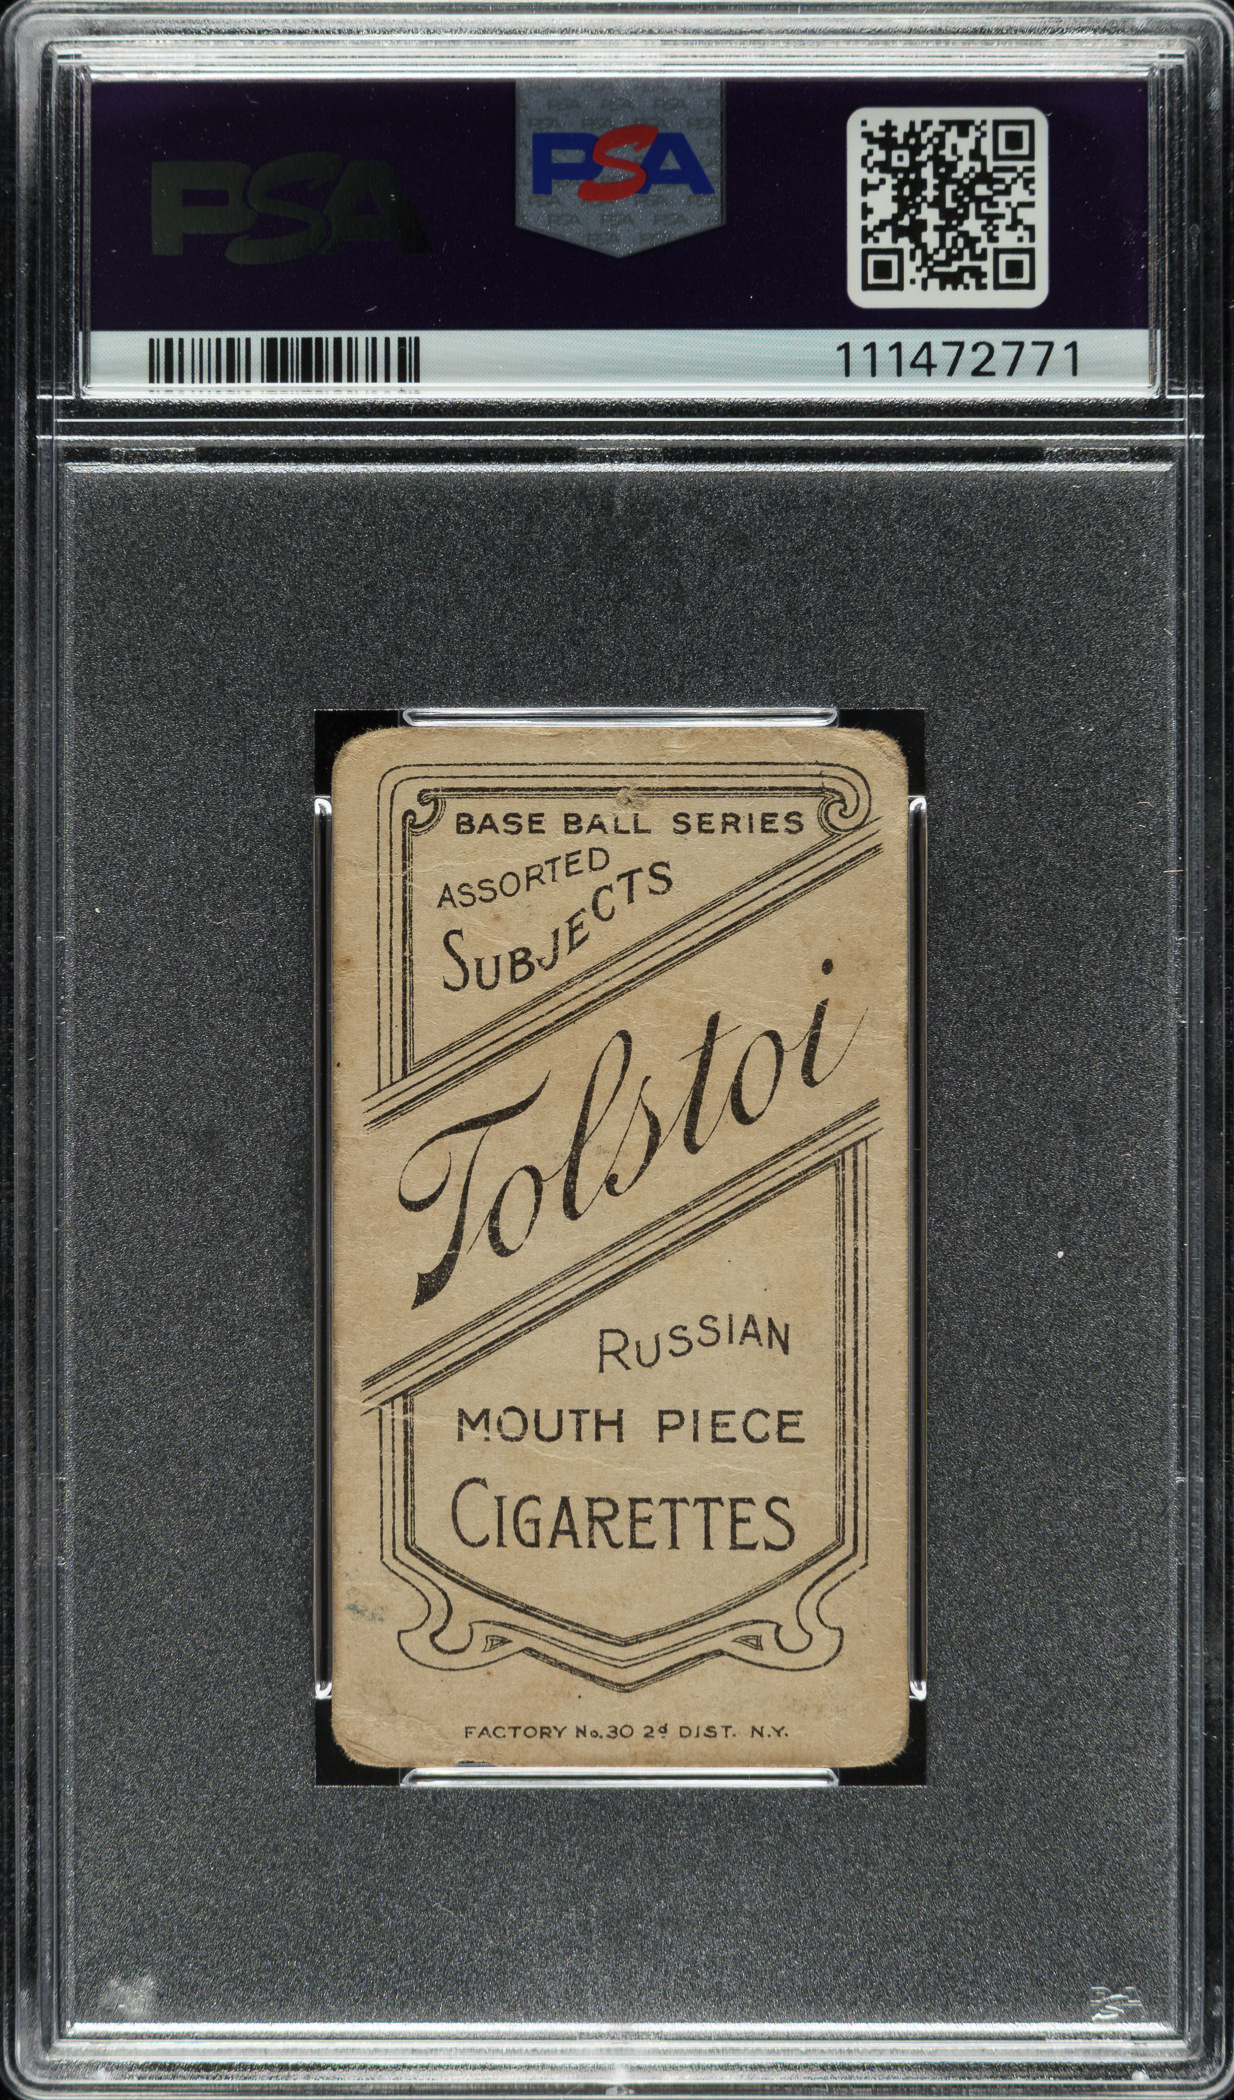 PSA
PSA
111472771
BASE BALL SERIES
ASSORTED
SUBJECTS
Tolstoi
RUSSIAN
MOUTH PIECE
CIGARETTES
FACTORY No. 30 2d DIST. N.Y.